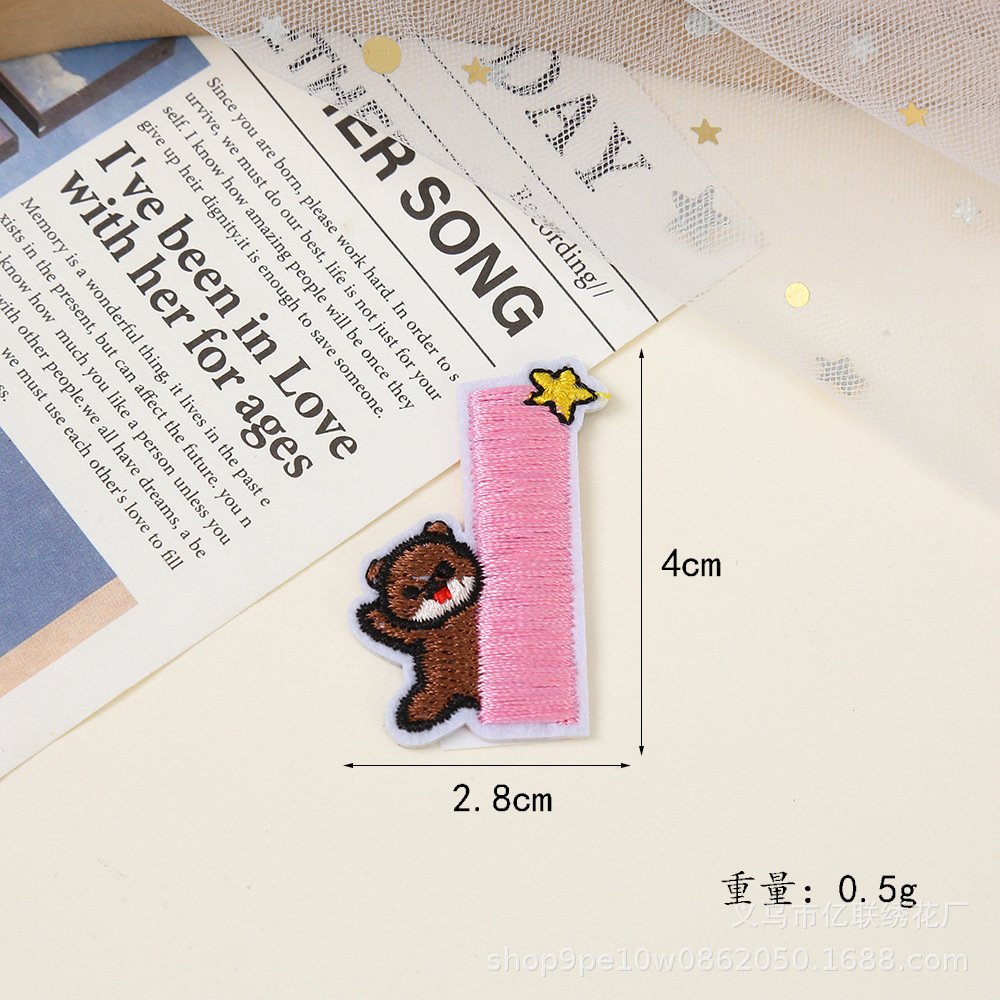 DAY
TIMES
HER SONG
Recording//
Since you are born, please work hard. In order to s
urvive, we must do our best, life is not just for your
self. I know how amazing people will be once they
give up heir dignity.it is enough to save someone.
I've been in Love
with her for ages
Memory is a wonderful thing, it lives in the past e
xists in the present, but can affect the future. you n
know how much you like a person unless you
with other people.we all have dreams, a be
we must use each other's love to fill
s.
4cm
2.8cm
重量：0.5g
义乌市亿联绣花厂
shop9pe10w0862050.1688.com